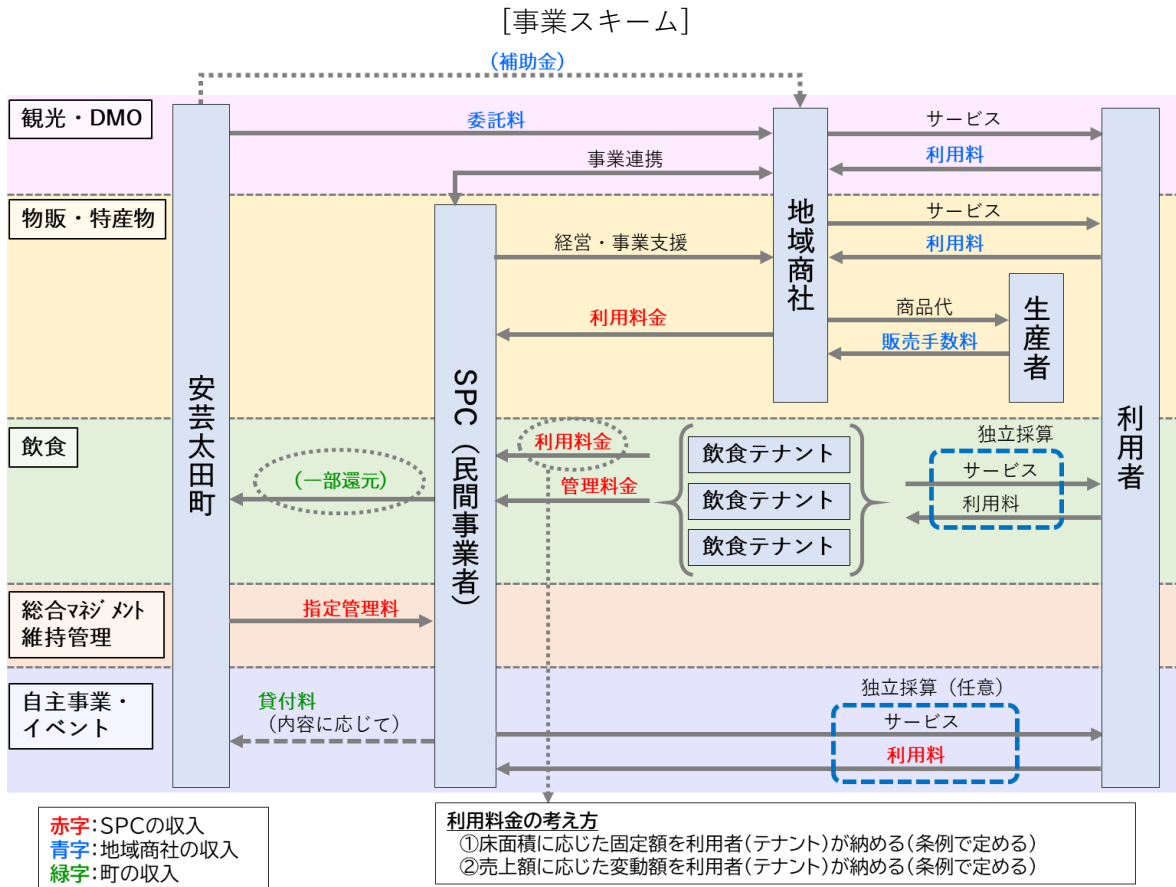 [事業スキーム]
(補助金)
観光・DMO
委託料
サービス
利用料
事業連携
物販・特産物
サービス
経営・事業支援
利用料
地域商社
商品代
利用料金
販売手数料
生産者
安芸太田町
SPC(民間事業者)
利用者
飲食
利用料金
飲食テナント
独立採算
サービス
(一部還元)
管理料金
飲食テナント
利用料
飲食テナント
総合ﾏﾈｼﾞﾒﾝﾄ
維持管理
指定管理料
自主事業・
イベント
貸付料
(内容に応じて)
独立採算(任意)
サービス
利用料
赤字:SPCの収入
青字:地域商社の収入
緑字:町の収入
利用料金の考え方
①床面積に応じた固定額を利用者(テナント)が納める(条例で定める)
②売上額に応じた変動額を利用者(テナント)が納める(条例で定める)